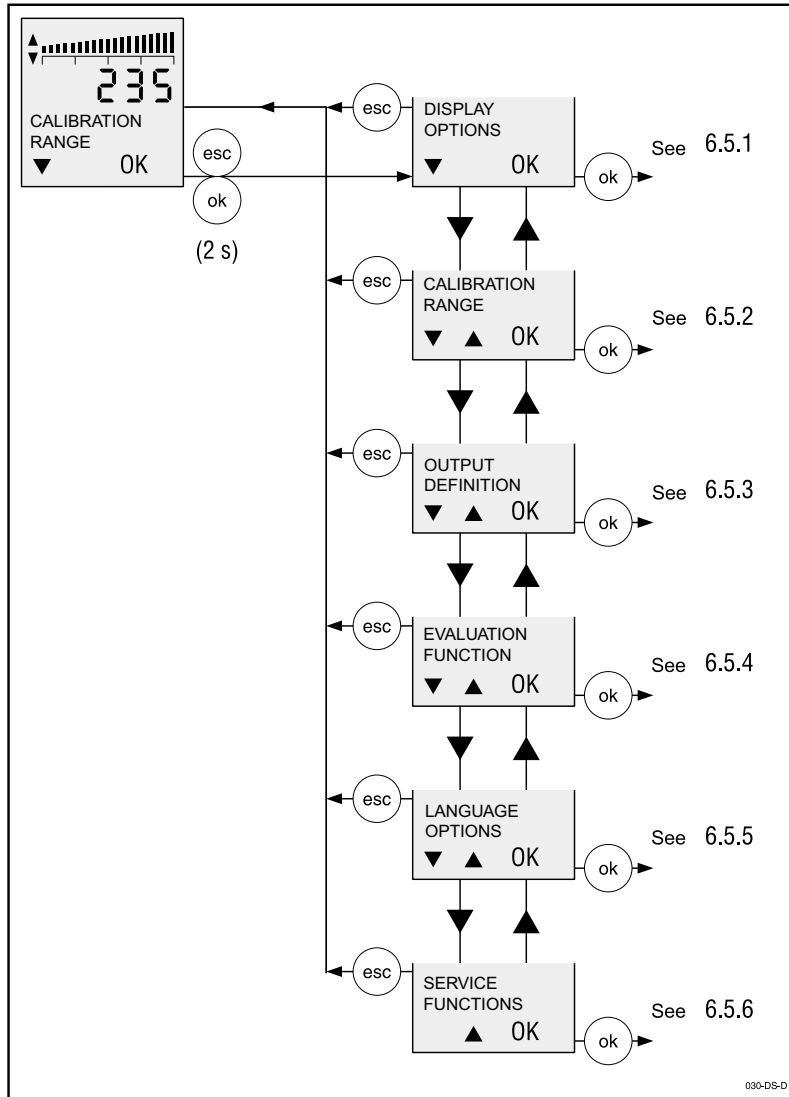 235
CALIBRATION
RANGE
▼ OK
esc
ok
(2 s)
esc
DISPLAY
OPTIONS
▼ OK
ok
See 6.5.1
esc
CALIBRATION
RANGE
▼ ▲ OK
ok
See 6.5.2
esc
OUTPUT
DEFINITION
▼ ▲ OK
ok
See 6.5.3
esc
EVALUATION
FUNCTION
▼ ▲ OK
ok
See 6.5.4
esc
LANGUAGE
OPTIONS
▼ ▲ OK
ok
See 6.5.5
esc
SERVICE
FUNCTIONS
▲ OK
ok
See 6.5.6
030-DS-D